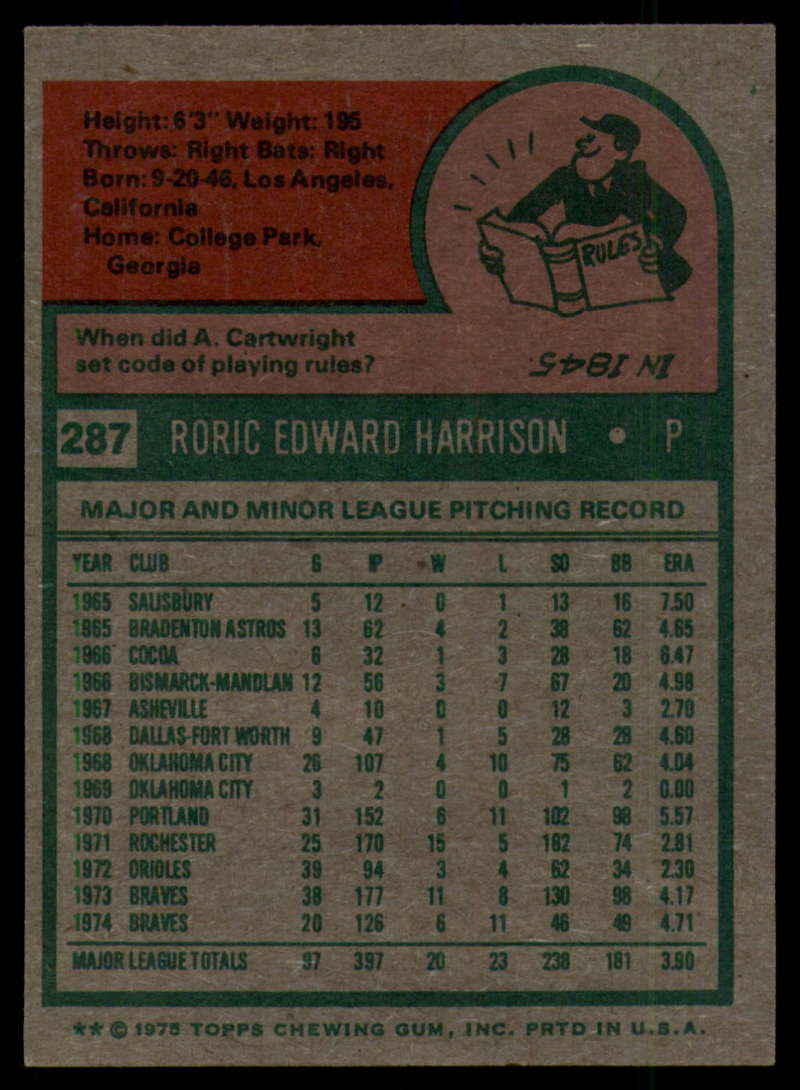 Height: 6'3" Weight: 195
Throws: Right Bats: Right
Born: 9-20-46, Los Angeles,
California
Home: College Park,
Georgia
RULES
When did A. Cartwright
set code of playing rules?
IN 1845.
287 RORIC EDWARD HARRISON • P
MAJOR AND MINOR LEAGUE PITCHING RECORD
YEAR CLUB G IP W L SO BB ERA
1965 SALISBURY 5 12 0 1 13 16 7.50
1965 BRADENTON ASTROS 13 62 4 2 38 62 4.65
1966 COCOA 6 32 1 3 28 18 6.47
1966 BISMARCK-MANDLAN 12 56 3 7 67 20 4.98
1967 ASHEVILLE 4 10 0 0 12 3 2.70
1968 DALLAS-FORT WORTH 9 47 1 5 28 28 4.60
1968 OKLAHOMA CITY 26 107 4 10 75 62 4.04
1969 OKLAHOMA CITY 3 2 0 0 1 2 0.00
1970 PORTLAND 31 152 6 11 102 98 5.57
1971 ROCHESTER 25 170 15 5 182 74 2.81
1972 ORIOLES 39 94 3 4 62 34 2.30
1973 BRAVES 38 177 11 8 130 98 4.17
1974 BRAVES 20 126 6 11 46 49 4.71
MAJOR LEAGUE TOTALS 97 397 20 23 238 181 3.90
** © 1975 TOPPS CHEWING GUM, INC. PRTD IN U.S.A.